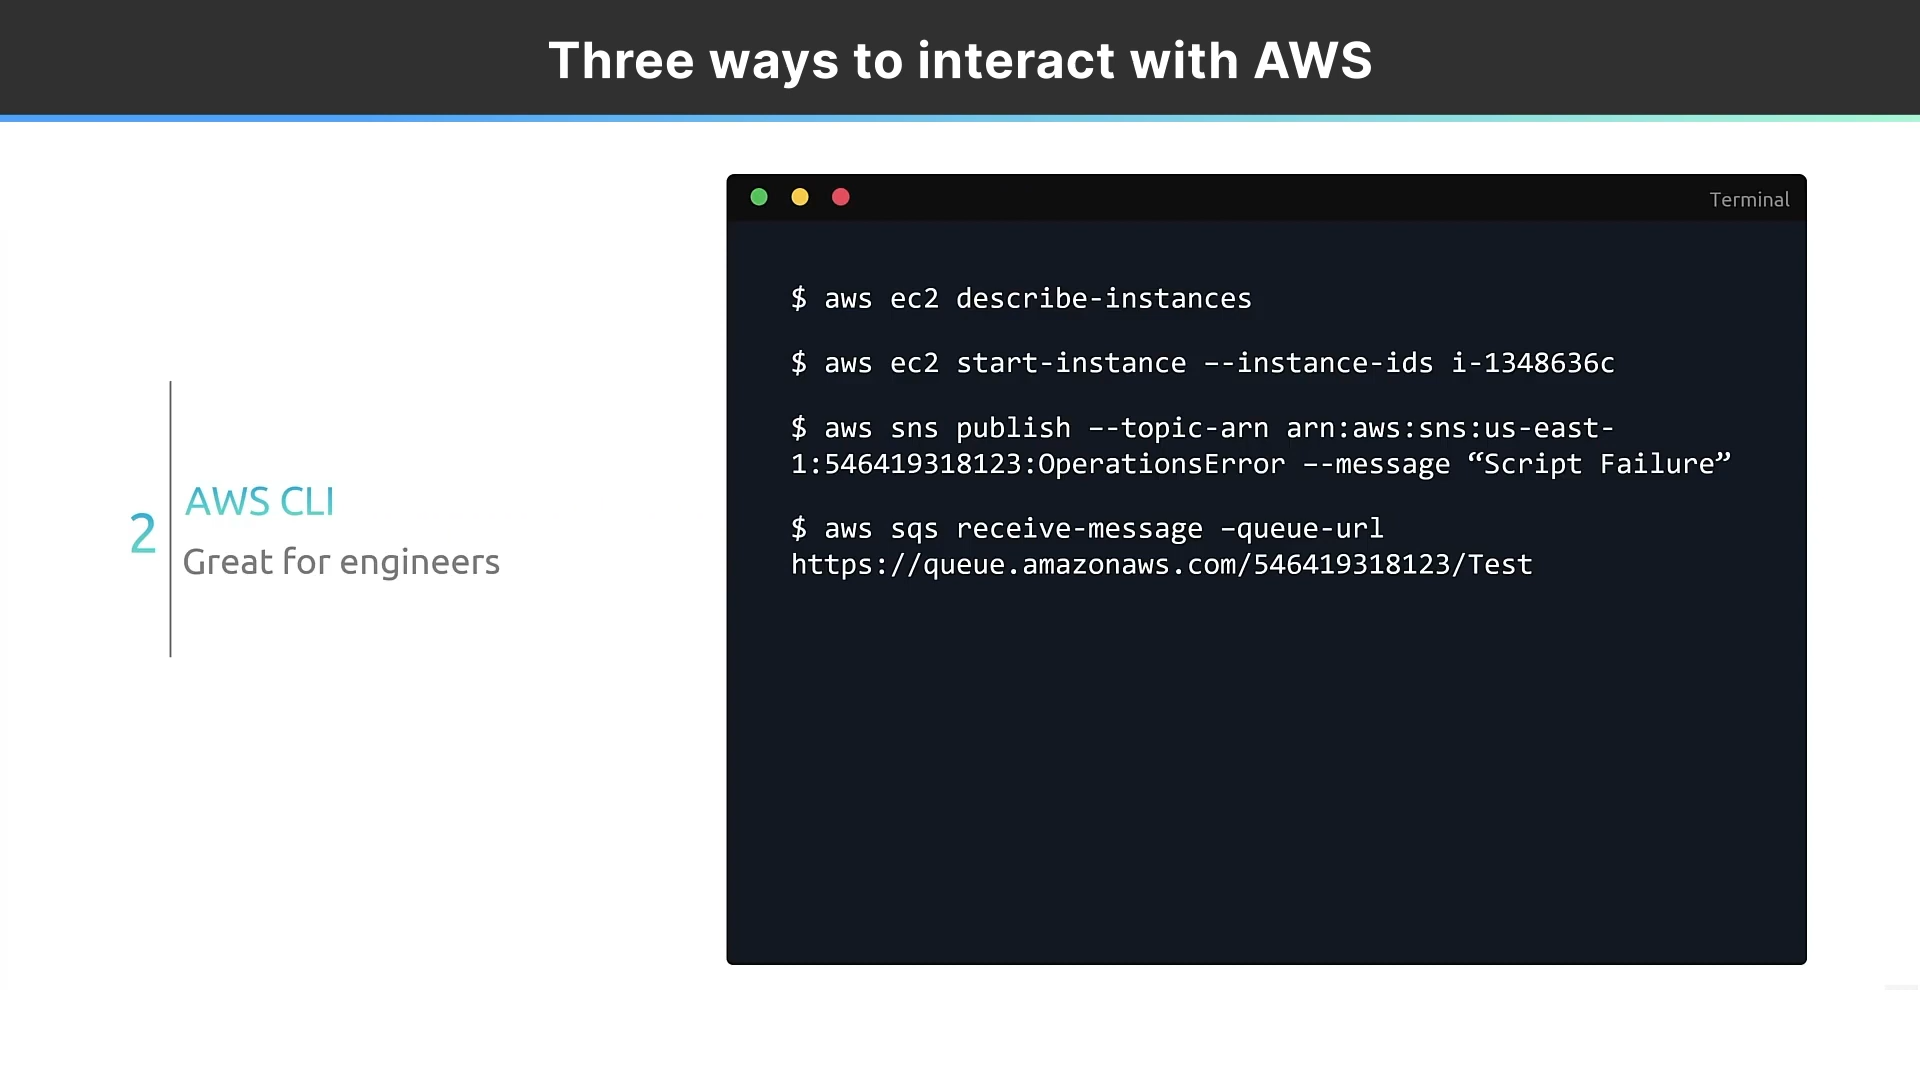 Three ways to interact with AWS
Terminal
$ aws ec2 describe-instances
$ aws ec2 start-instance –-instance-ids i-1348636c
$ aws sns publish –-topic-arn arn:aws:sns:us-east-
1:546419318123:OperationsError –-message “Script Failure”
$ aws sqs receive-message –queue-url
https://queue.amazonaws.com/546419318123/Test
2
AWS CLI
Great for engineers